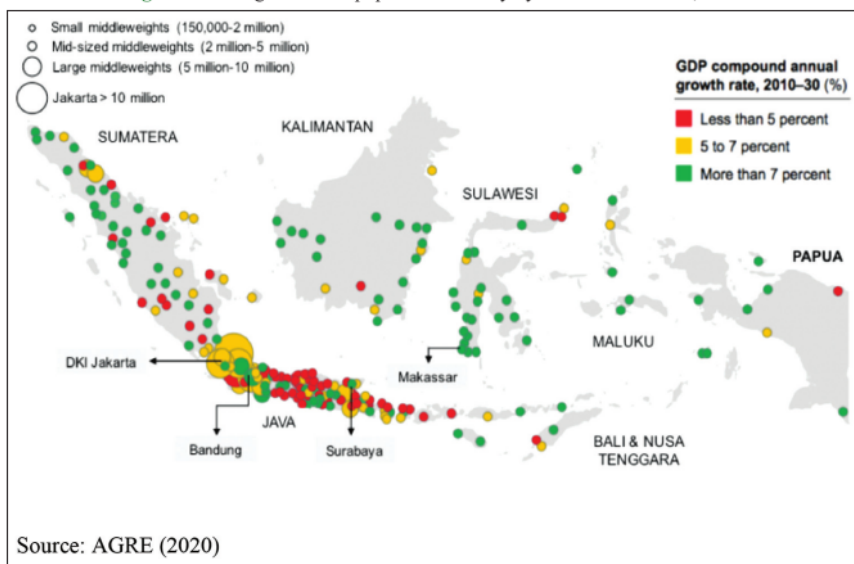 Small middleweights (150,000-2 million)
Mid-sized middleweights (2 million-5 million)
Large middleweights (5 million-10 million)
Jakarta > 10 million
GDP compound annual
growth rate, 2010–30 (%)
Less than 5 percent
5 to 7 percent
More than 7 percent
SUMATERA
KALIMANTAN
SULAWESI
PAPUA
MALUKU
DKI Jakarta
Makassar
JAVA
Bandung
Surabaya
BALI & NUSA
TENGGARA
Source: AGRE (2020)